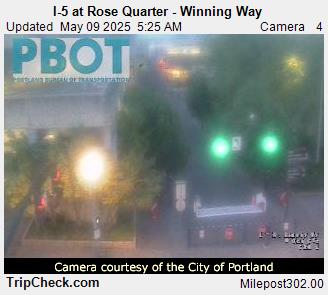 I-5 at Rose Quarter - Winning Way
Updated May 09 2025 5:25 AM Camera 4
PBOT
PORTLAND BUREAU OF TRANSPORTATION
Camera courtesy of the City of Portland
TripCheck.com Milepost302.00